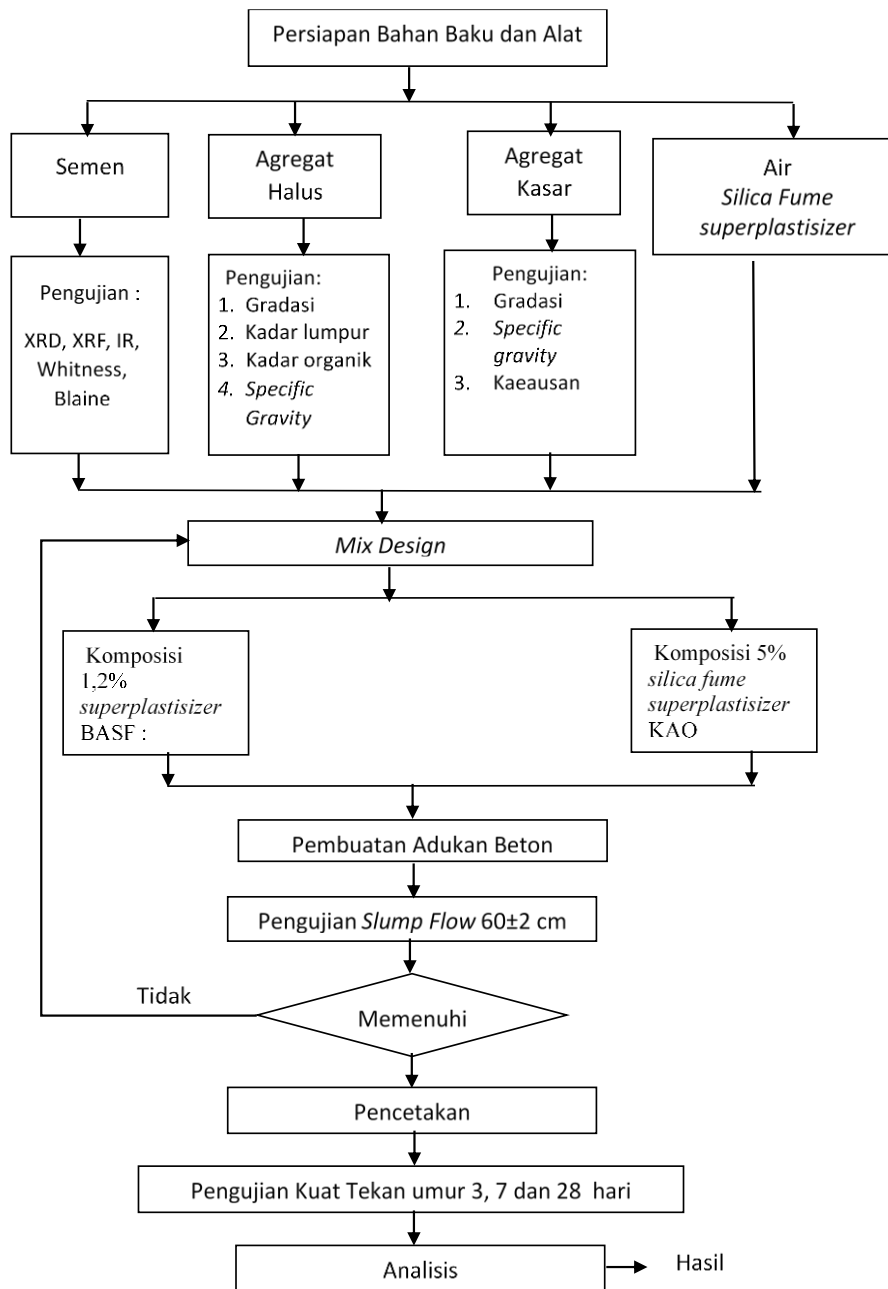 Persiapan Bahan Baku dan Alat
Semen
Agregat
Halus
Agregat
Kasar
Air
Silica Fume
superplastisizer
Pengujian :
XRD, XRF, IR,
Whitness,
Blaine
Pengujian:
1. Gradasi
2. Kadar lumpur
3. Kadar organik
4. Specific
Gravity
Pengujian:
1. Gradasi
2. Specific
gravity
3. Kaeausan
Mix Design
Komposisi
1,2%
superplastisizer
BASF :
Komposisi 5%
silica fume
superplastisizer
KAO
Pembuatan Adukan Beton
Pengujian Slump Flow 60±2 cm
Tidak
Memenuhi
Pencetakan
Pengujian Kuat Tekan umur 3, 7 dan 28 hari
Analisis
Hasil